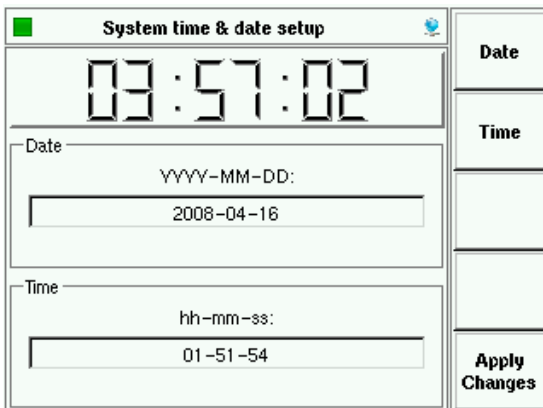 System time & date setup
03:57:02
Date
YYYY-MM-DD:
2008-04-16
Time
hh-mm-ss:
01-51-54
Date
Time
Apply
Changes